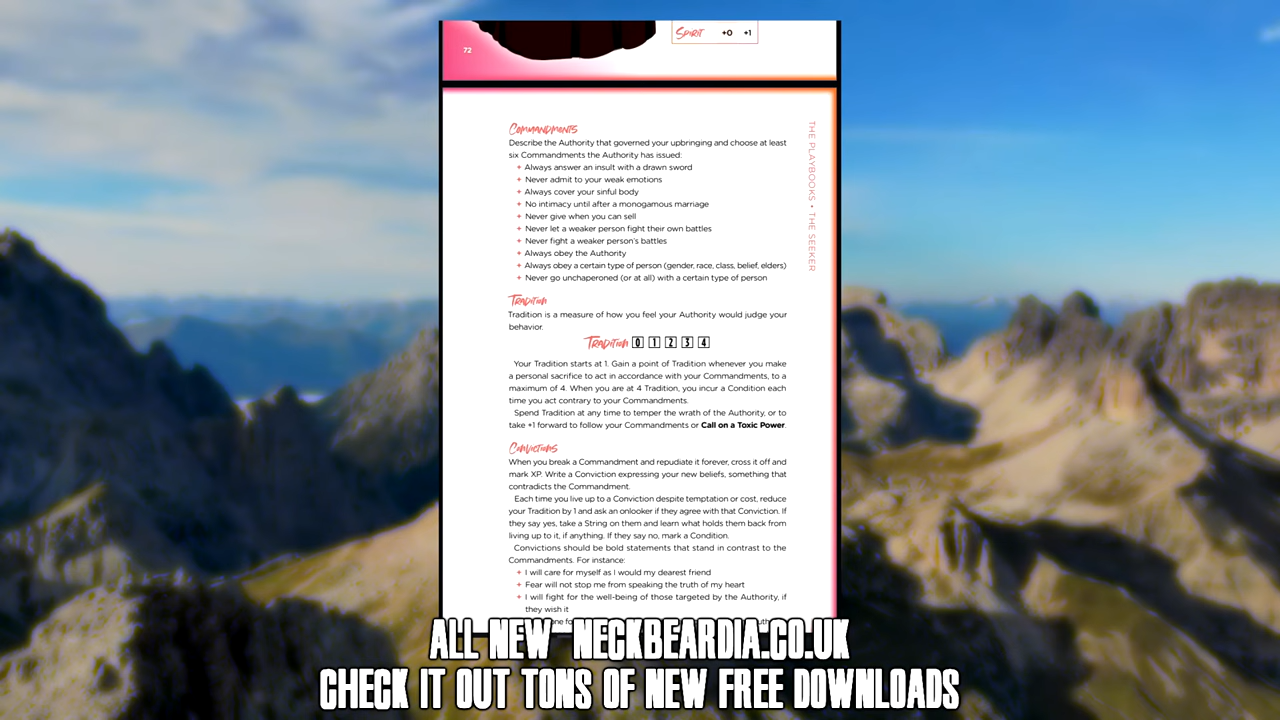 Spirit +0 +1
72
Commandments
Describe the Authority that governed your upbringing and choose at least
six Commandments the Authority has issued:
+ Always answer an insult with a drawn sword
+ Never admit to your weak emotions
+ Always cover your sinful body
+ No intimacy until after a monogamous marriage
+ Never give when you can sell
+ Never let a weaker person fight their own battles
+ Never fight a weaker person's battles
+ Always obey the Authority
+ Always obey a certain type of person (gender, race, class, belief, elders)
+ Never go unchaperoned (or at all) with a certain type of person
Tradition
Tradition is a measure of how you feel your Authority would judge your
behavior.
Tradition 0 1 2 3 4
Your Tradition starts at 1. Gain a point of Tradition whenever you make
a personal sacrifice to act in accordance with your Commandments, to a
maximum of 4. When you are at 4 Tradition, you incur a Condition each
time you act contrary to your Commandments.
Spend Tradition at any time to temper the wrath of the Authority, or to
take +1 forward to follow your Commandments or Call on a Toxic Power.
Convictions
When you break a Commandment and repudiate it forever, cross it off and
mark XP. Write a Conviction expressing your new beliefs, something that
contradicts the Commandment.
Each time you live up to a Conviction despite temptation or cost, reduce
your Tradition by 1 and ask an onlooker if they agree with that Conviction. If
they say yes, take a String on them and learn what holds them back from
living up to it, if anything. If they say no, mark a Condition.
Convictions should be bold statements that stand in contrast to the
Commandments. For instance:
+ I will care for myself as I would my dearest friend
+ Fear will not stop me from speaking the truth of my heart
+ I will fight for the well-being of those targeted by the Authority, if
they wish it
THE PLAYBOOKS • THE SEEKER
ALL NEW NECKBEARDIA.CO.UK
CHECK IT OUT TONS OF NEW FREE DOWNLOADS